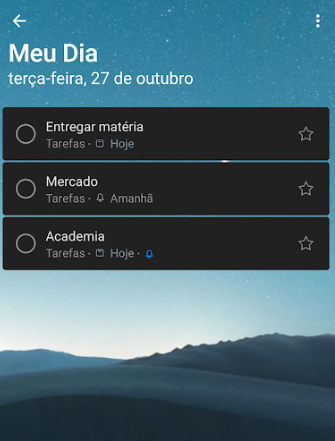 Meu Dia
terça-feira, 27 de outubro
Entregar matéria
Tarefas · Hoje
Mercado
Tarefas · Amanhã
Academia
Tarefas · Hoje ·